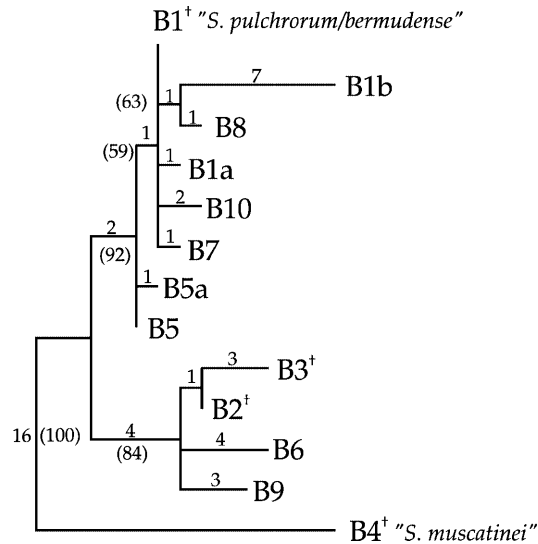 B1† "S. pulchrorum/bermudense"
7
B1b
(63) 1
1
B8
1
(59)
1
B1a
2
B10
2
1
B7
(92)
1
B5a
B5
3
B3†
1
B2†
16 (100)
4
(84)
4
B6
3
B9
B4† "S. muscatinei"